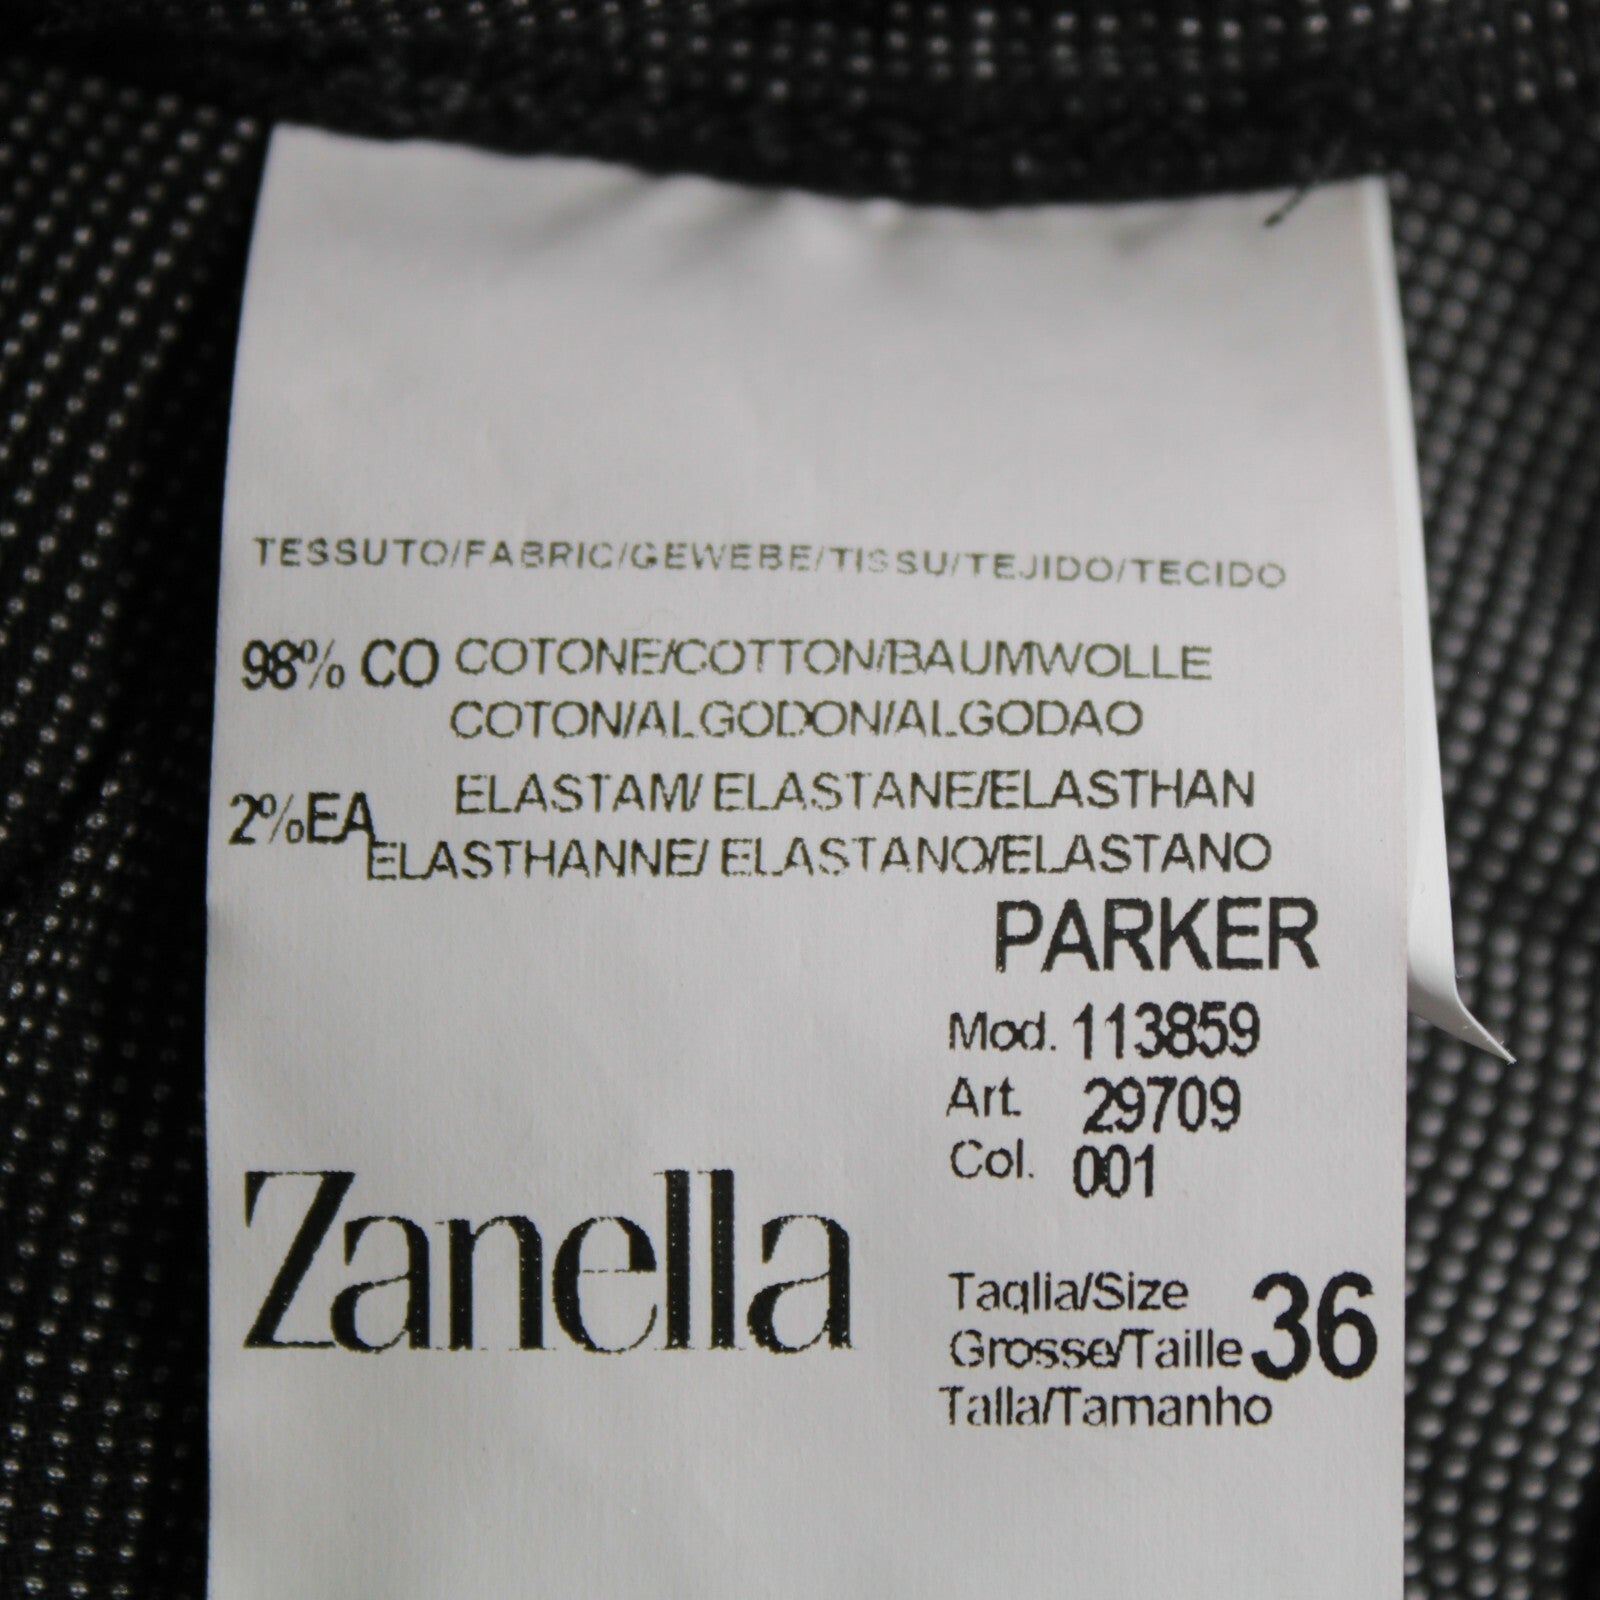 TESSUTO/FABRIC/GEWEBE/TISSU/TEJIDO/TECIDO
98% CO COTONE/COTTON/BAUMWOLLE
COTON/ALGODON/ALGODAO
2%EA ELASTAM/ ELASTANE/ELASTHAN
ELASTHANNE/ ELASTANO/ELASTANO
PARKER
Mod. 113859
Art. 29709
Col. 001
Zanella
Taglia/Size
Grosse/Taille 36
Talla/Tamanho